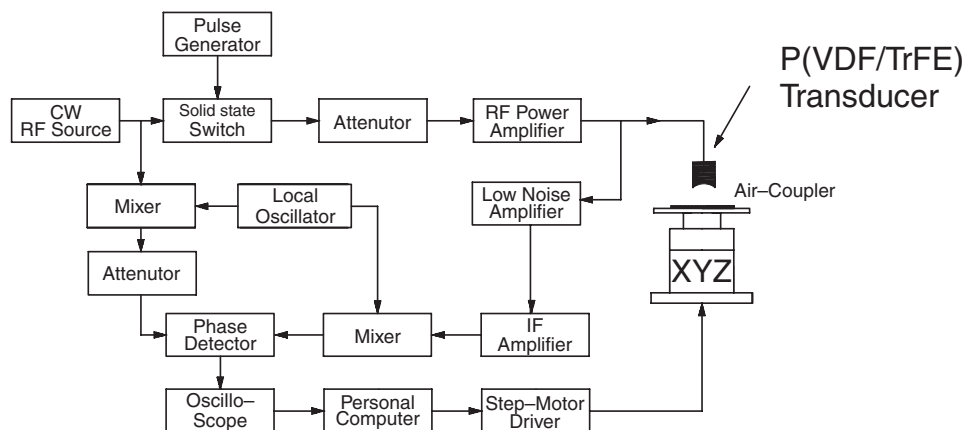 Pulse
Generator
P(VDF/TrFE)
Transducer
CW
RF Source
Solid state
Switch
Attenutor
RF Power
Amplifier
Mixer
Local
Oscillator
Low Noise
Amplifier
Air–Coupler
Attenutor
XYZ
Phase
Detector
Mixer
IF
Amplifier
Oscillo–
Scope
Personal
Computer
Step–Motor
Driver